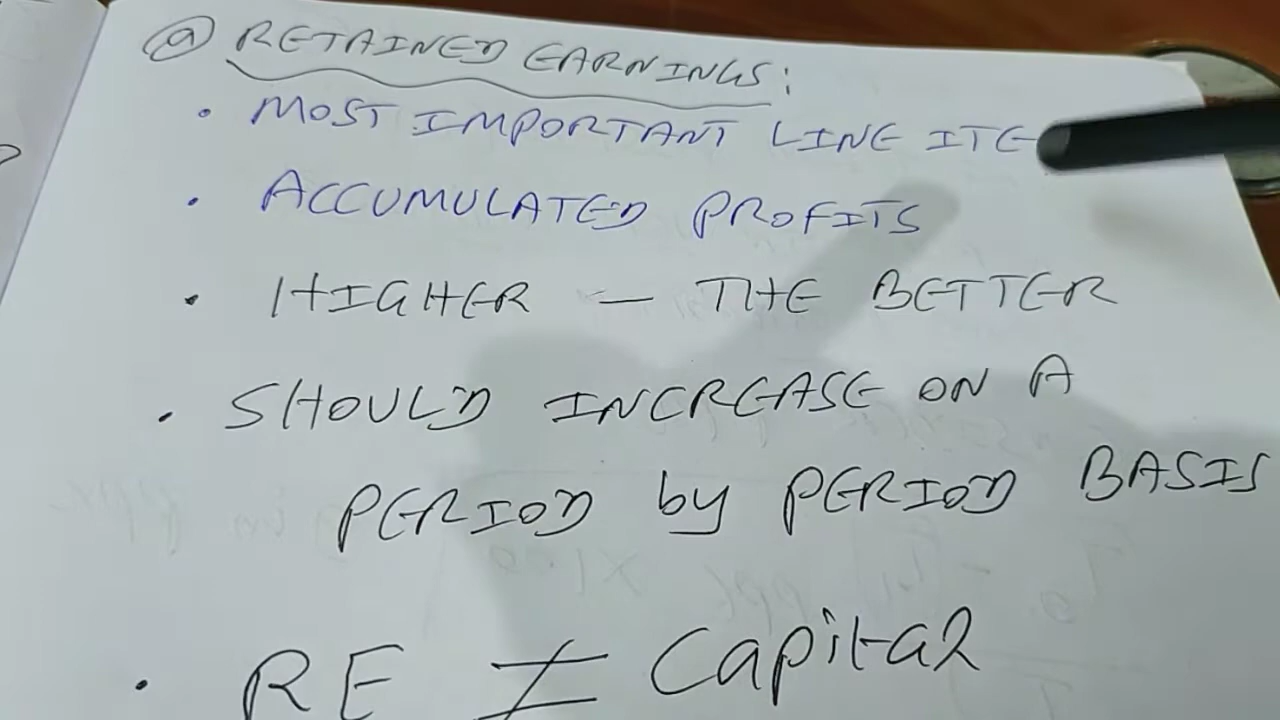 @ RETAINED EARNINGS:
• MOST IMPORTANT LINE ITE
• ACCUMULATED PROFITS
• HIGHER — THE BETTER
• SHOULD INCREASE ON A
PERIOD by PERIOD BASIS
• RE ≠ Capital